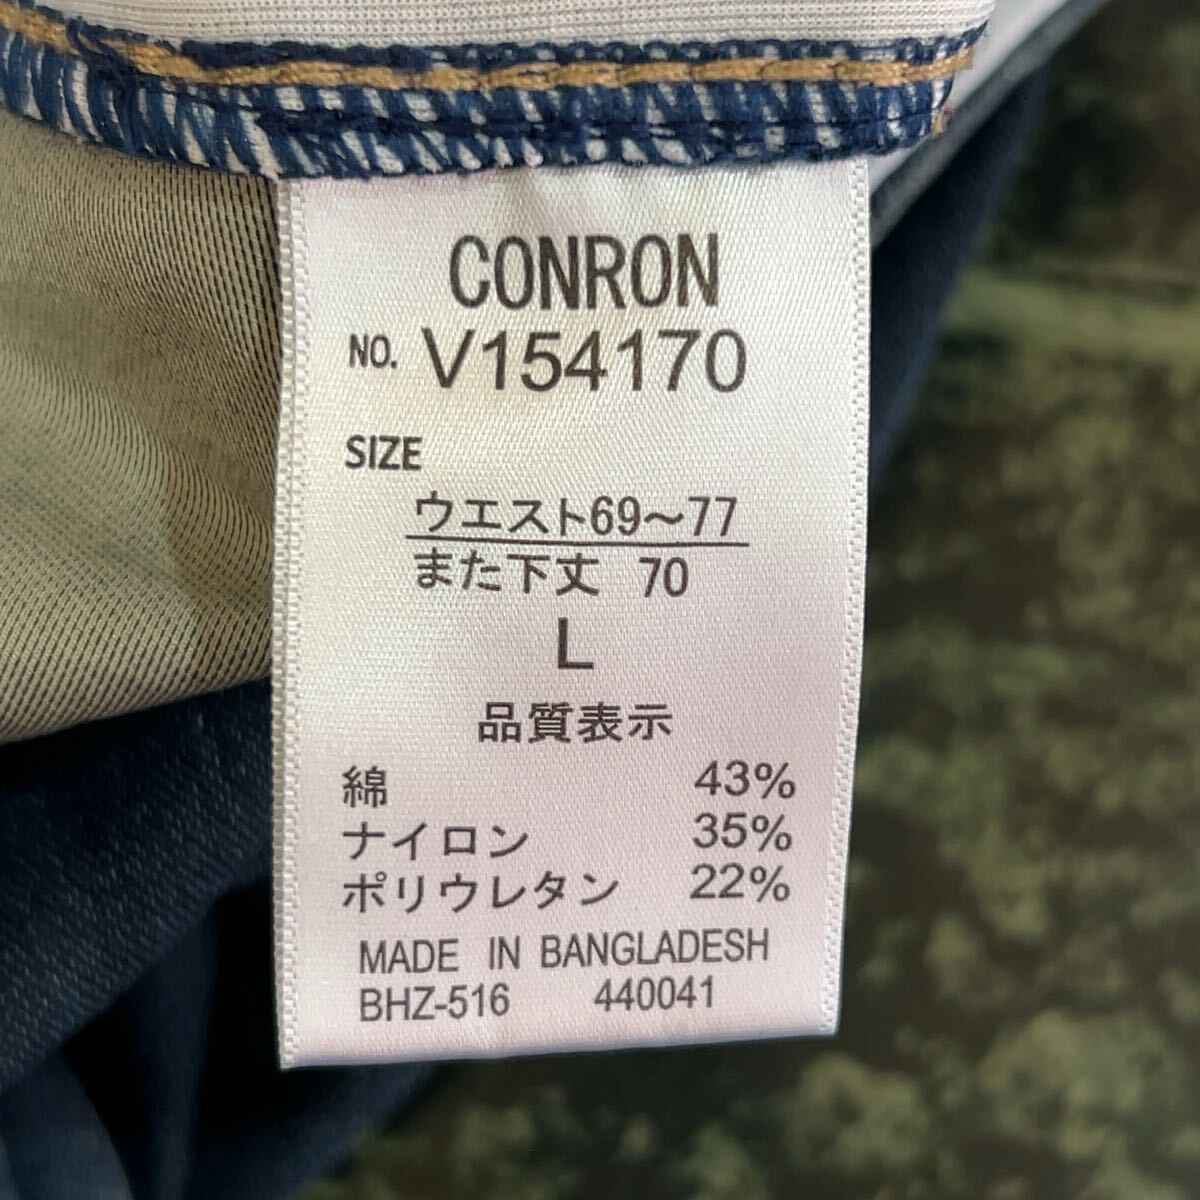 CONRON
NO. V154170
SIZE
ウエスト69～77
また下丈 70
L
品質表示
綿 43%
ナイロン 35%
ポリウレタン 22%
MADE IN BANGLADESH
BHZ-516 440041